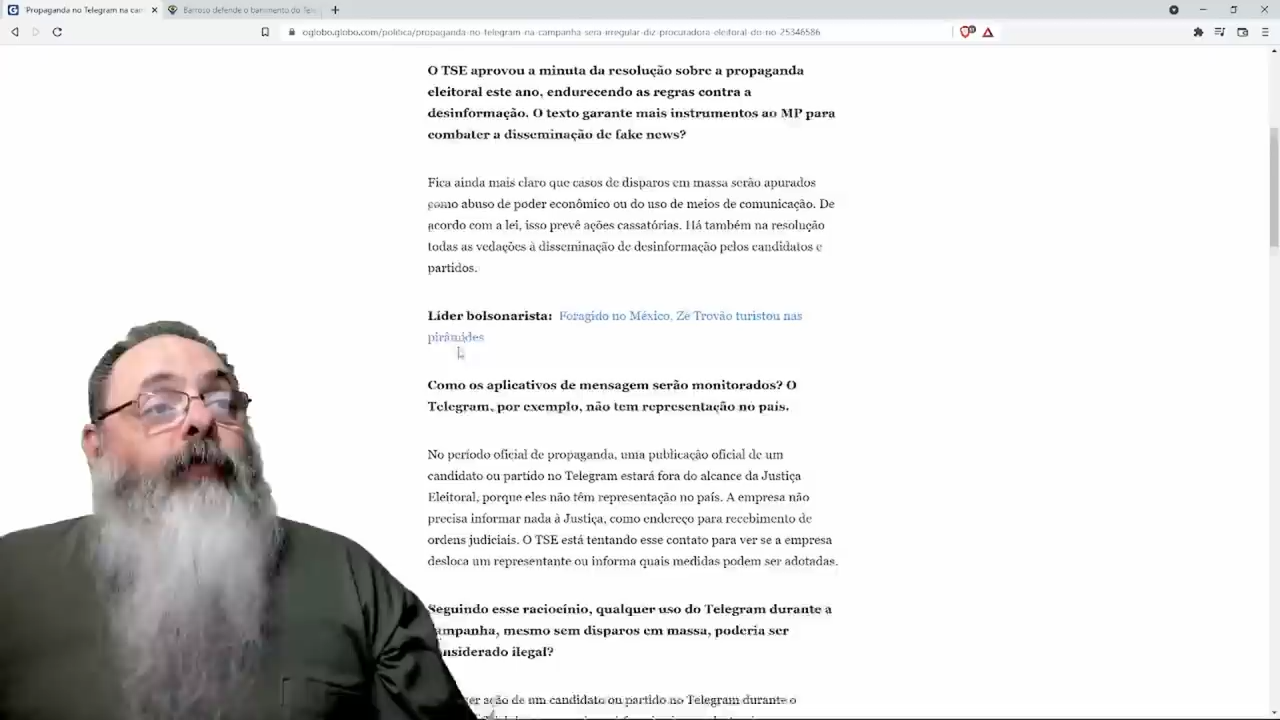 'Propaganda no Telegram na cam
Barroso defende o banimento do Tele
oglobo.globo.com/politica/propaganda-no-telegram-na-campanha-sera-irregular-diz-procuradora-eleitoral-do-rio-25346586
O TSE aprovou a minuta da resolução sobre a propaganda
eleitoral este ano, endurecendo as regras contra a
desinformação. O texto garante mais instrumentos ao MP para
combater a disseminação de fake news?
Fica ainda mais claro que casos de disparos em massa serão apurados
como abuso de poder econômico ou do uso de meios de comunicação. De
acordo com a lei, isso prevê ações cassatórias. Há também na resolução
todas as vedações à disseminação de desinformação pelos candidatos e
partidos.
Líder bolsonarista: Foragido no México, Zé Trovão turistou nas
pirâmides
Como os aplicativos de mensagem serão monitorados? O
Telegram, por exemplo, não tem representação no país.
No período oficial de propaganda, uma publicação oficial de um
candidato ou partido no Telegram estará fora do alcance da Justiça
Eleitoral, porque eles não têm representação no país. A empresa não
precisa informar nada à Justiça, como endereço para recebimento de
ordens judiciais. O TSE está tentando esse contato para ver se a empresa
desloca um representante ou informa quais medidas podem ser adotadas.
Seguindo esse raciocínio, qualquer uso do Telegram durante a
ampanha, mesmo sem disparos em massa, poderia ser
nsiderado ilegal?
er ação de um candidato ou partido no Telegram durante o